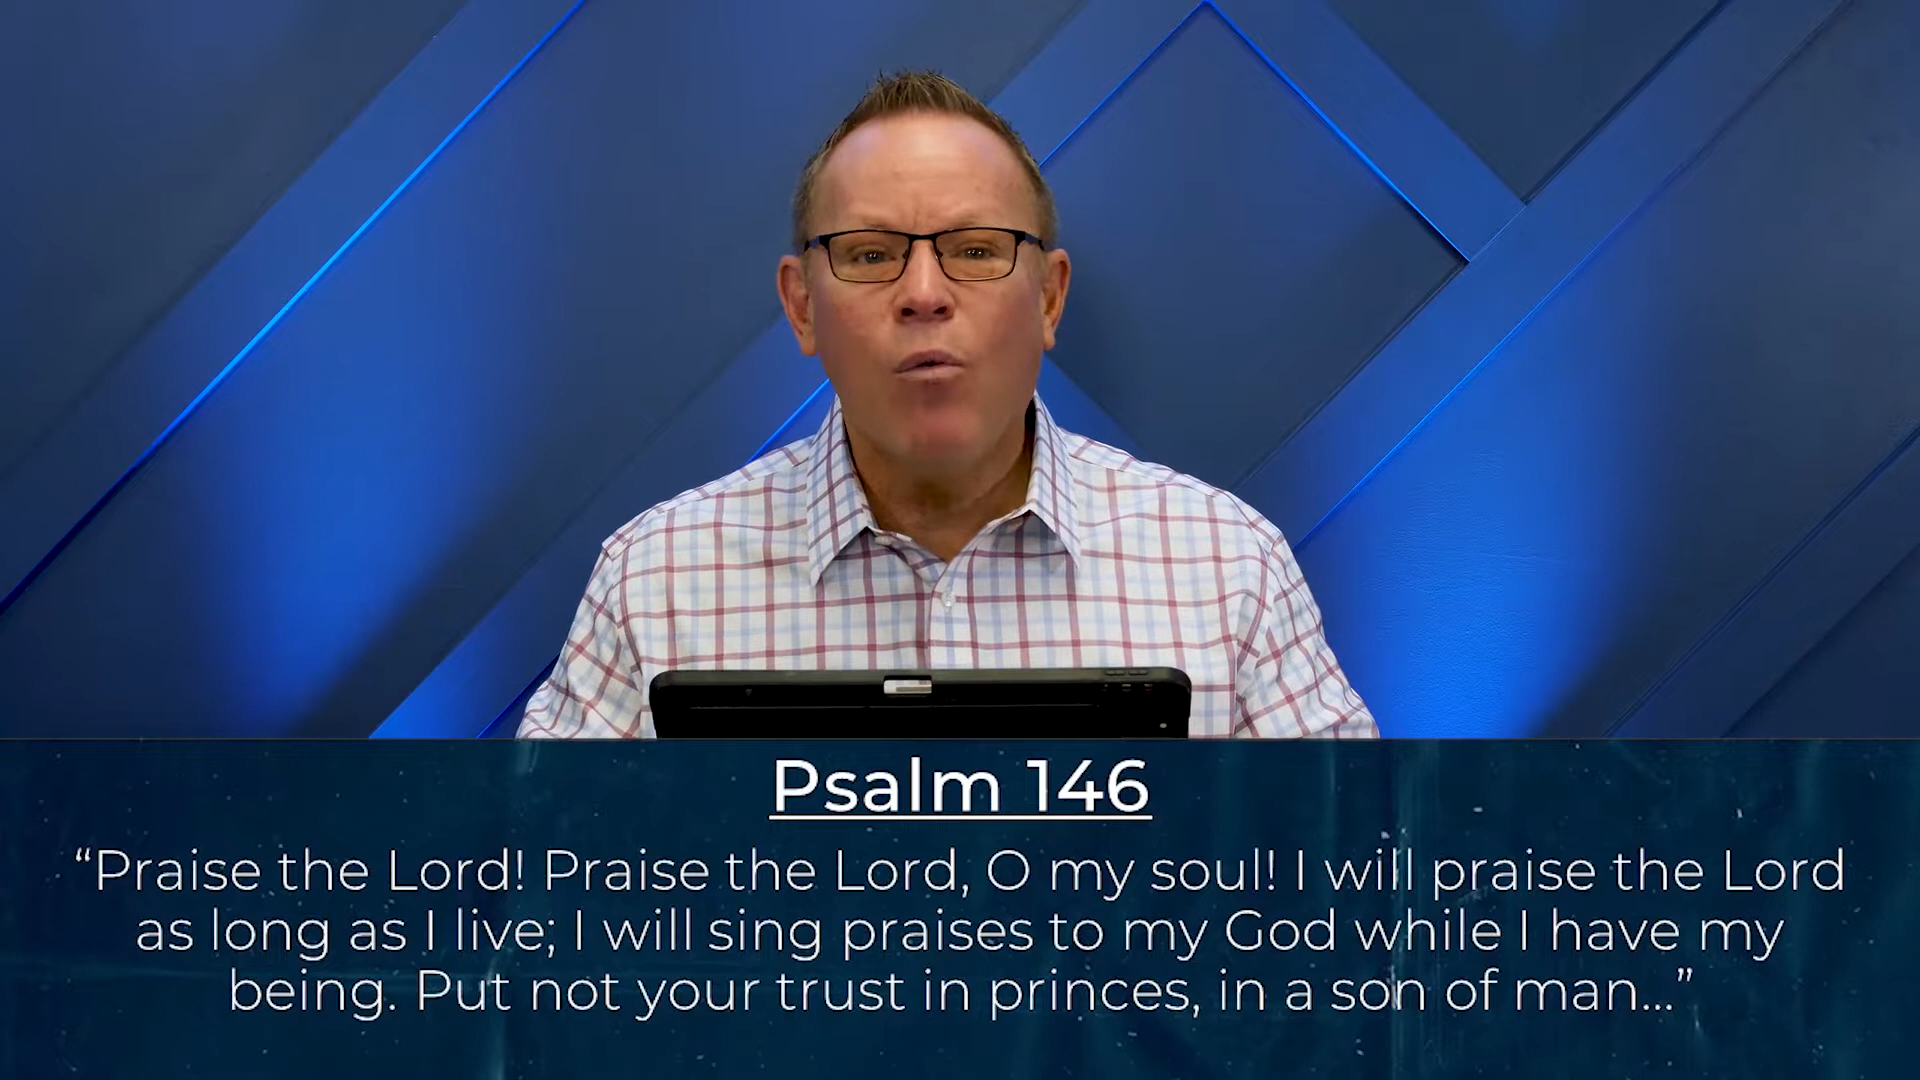 Psalm 146
“Praise the Lord! Praise the Lord, O my soul! I will praise the Lord
as long as I live; I will sing praises to my God while I have my
being. Put not your trust in princes, in a son of man...”